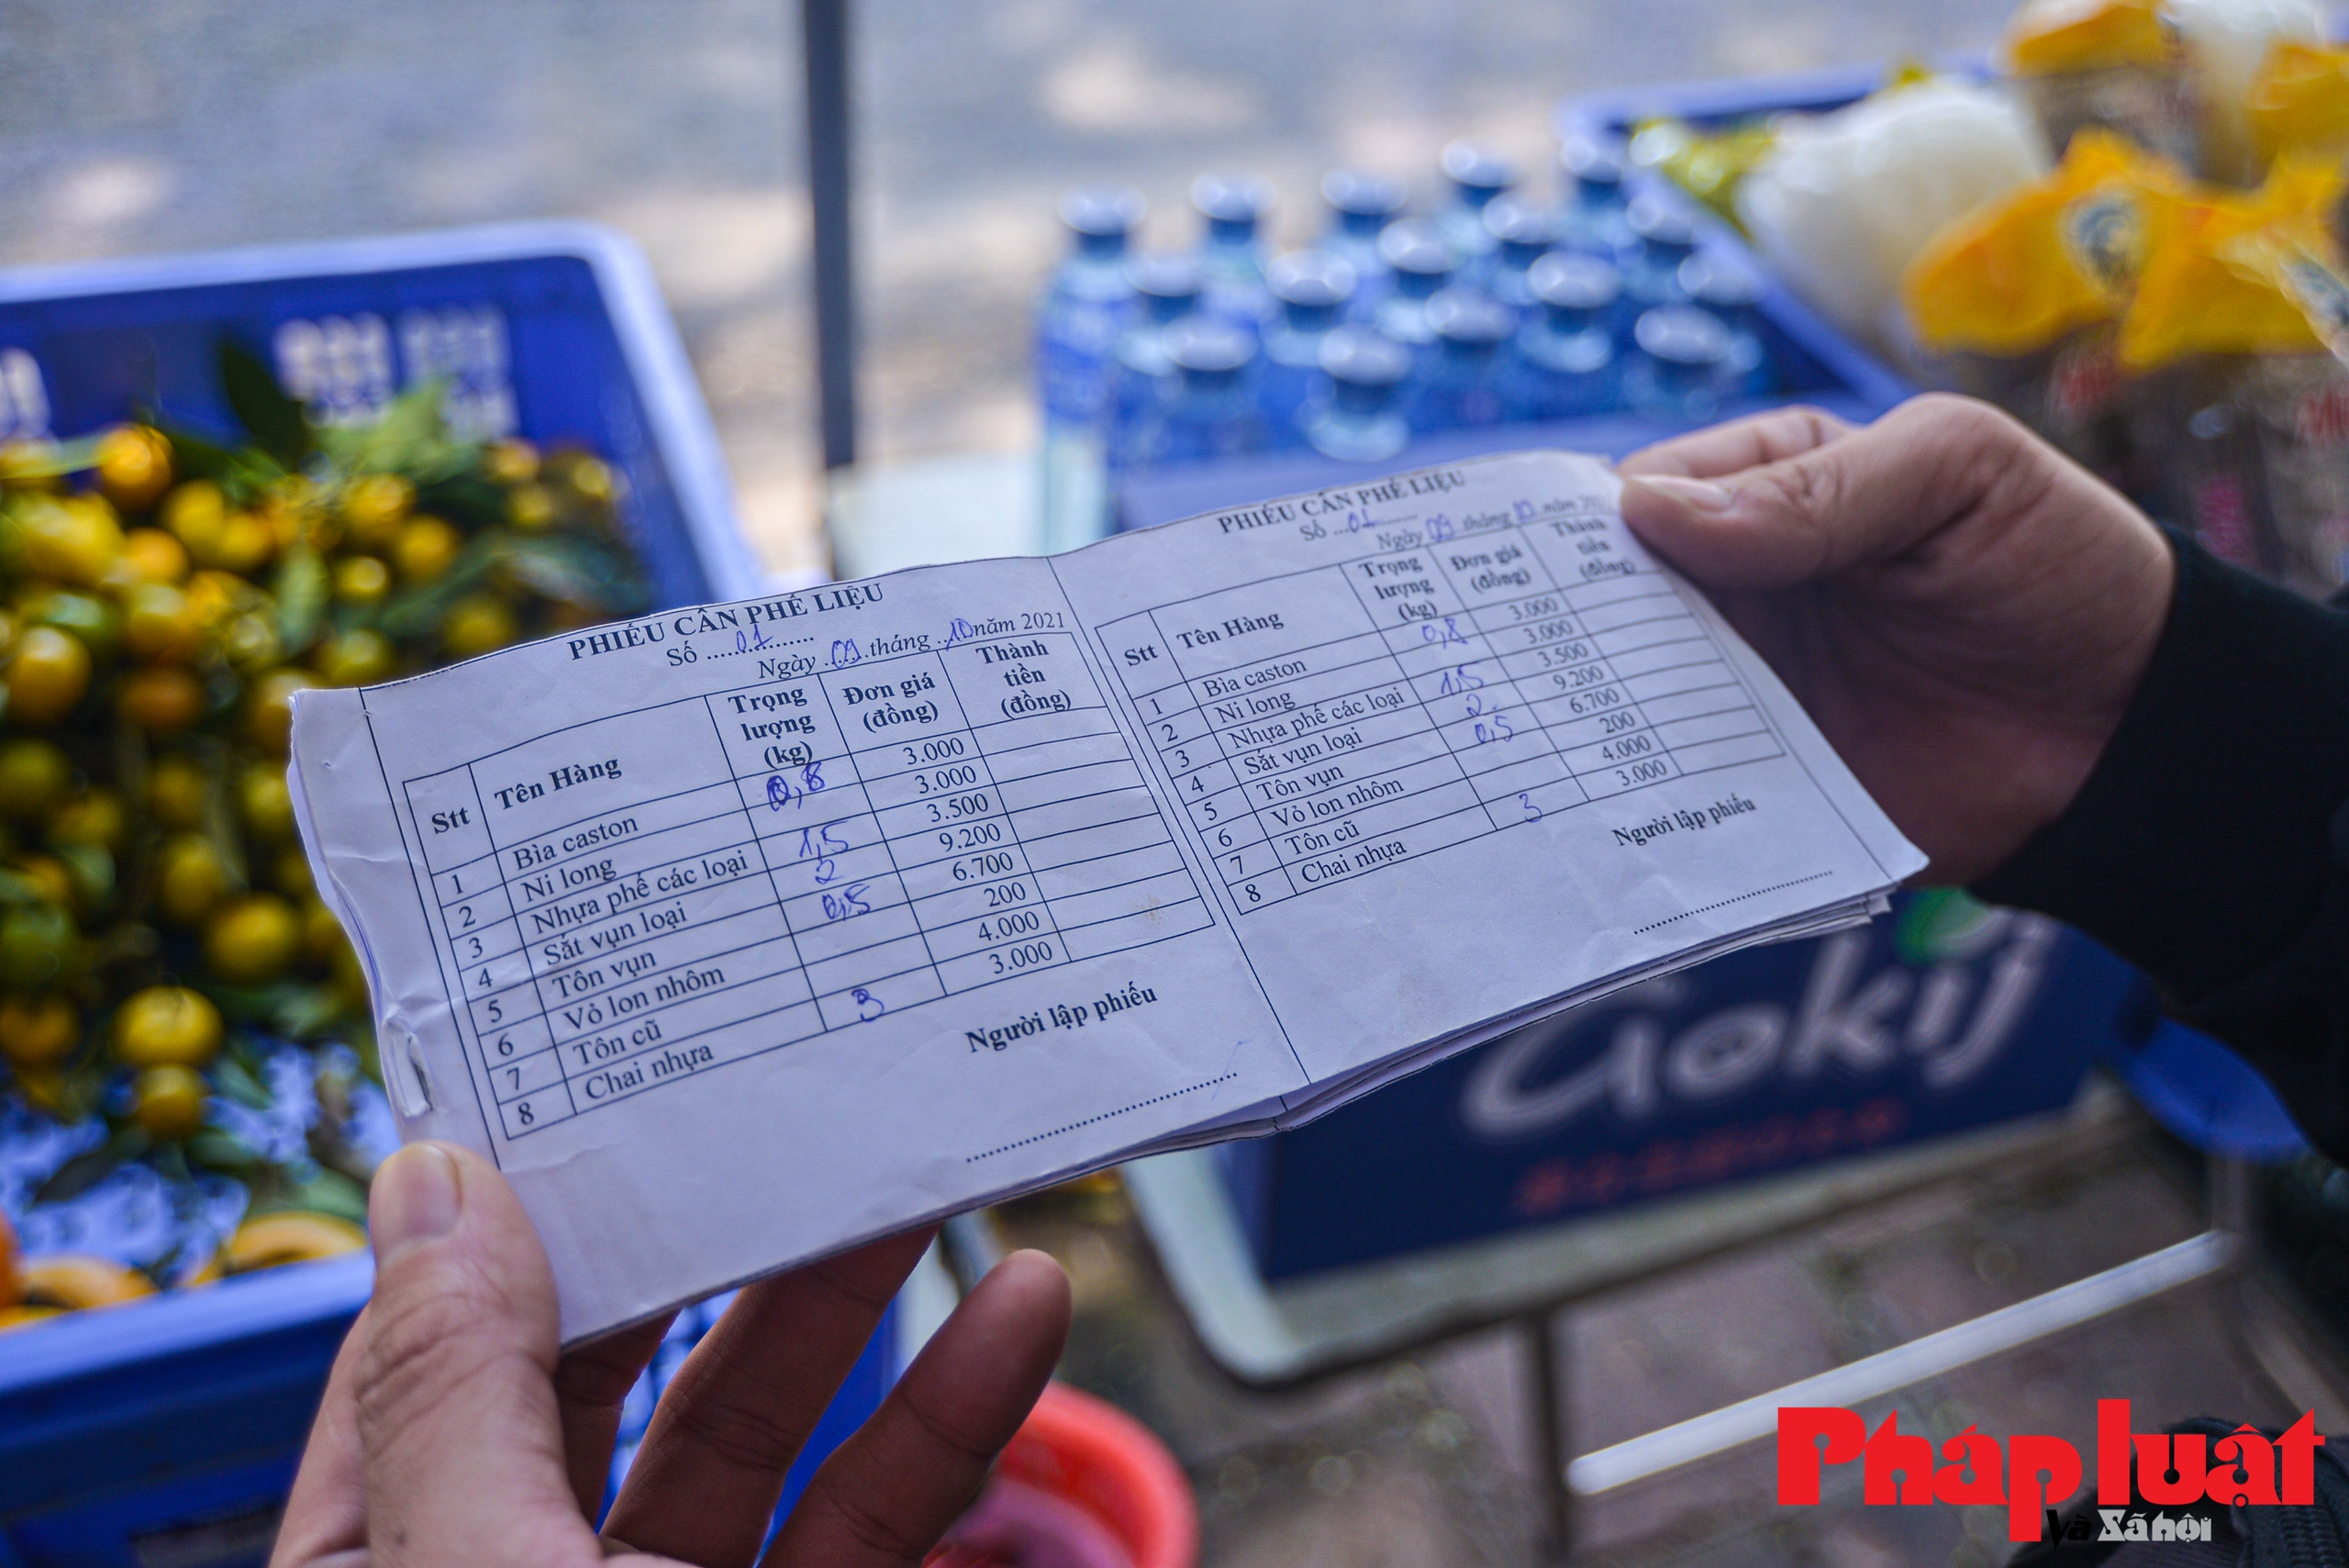 PHIẾU CÂN PHẾ LIỆU
Số ......01............
Ngày ..09..tháng ..10năm 2021
Stt Tên Hàng Trọng lượng (kg) Đơn giá (đồng) Thành tiền (đồng)
1 Bìa caston 0,8 3.000
2 Ni long 3.000
3 Nhựa phế các loại 1,5 3.500
4 Sắt vụn loại 2 9.200
5 Tôn vụn 0,5 6.700
6 Vỏ lon nhôm 200
7 Tôn cũ 4.000
8 Chai nhựa 3 3.000
Người lập phiếu
PHIẾU CÂN PHẾ LIỆU
Số ...01.........
Ngày 09 tháng 10 năm
Stt Tên Hàng Trọng lượng (kg) Đơn giá (đồng) Thành tiền (đồng)
1 Bìa caston 0,8 3.000
2 Ni long 3.000
3 Nhựa phế các loại 1,5 3.500
4 Sắt vụn loại 2 9.200
5 Tôn vụn 0,5 6.700
6 Vỏ lon nhôm 200
7 Tôn cũ 4.000
8 Chai nhựa 3 3.000
Người lập phiếu
Gokij
Pháp luật
và Xã hội